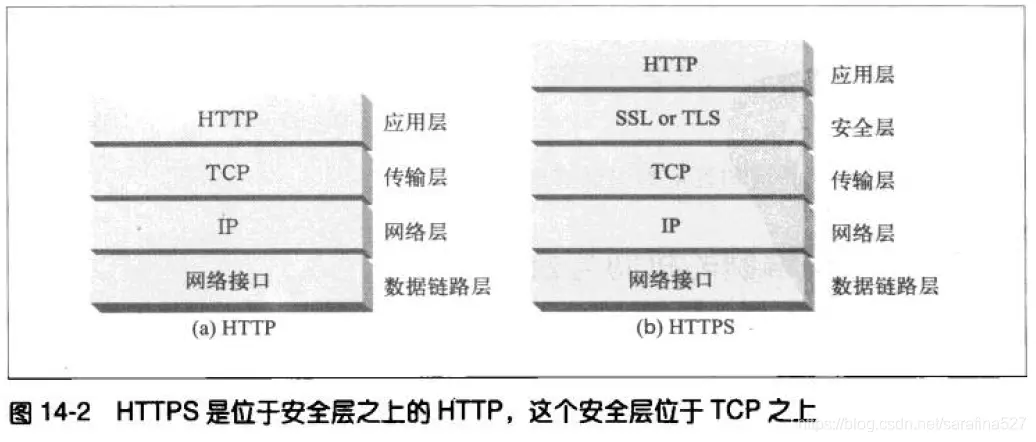 HTTP 应用层
TCP 传输层
IP 网络层
网络接口 数据链路层
(a) HTTP
HTTP 应用层
SSL or TLS 安全层
TCP 传输层
IP 网络层
网络接口 数据链路层
(b) HTTPS
图 14-2 HTTPS 是位于安全层之上的 HTTP，这个安全层位于 TCP 之上
https://blog.csdn.net/sarafina527